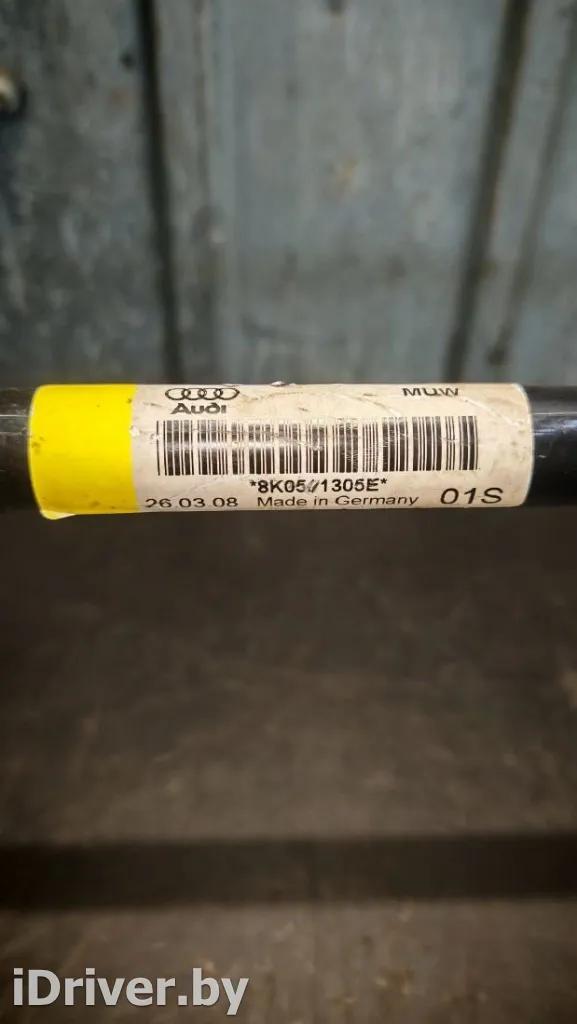 Audi
MUW
26.03.08 Made in Germany 01S
iDriver.by